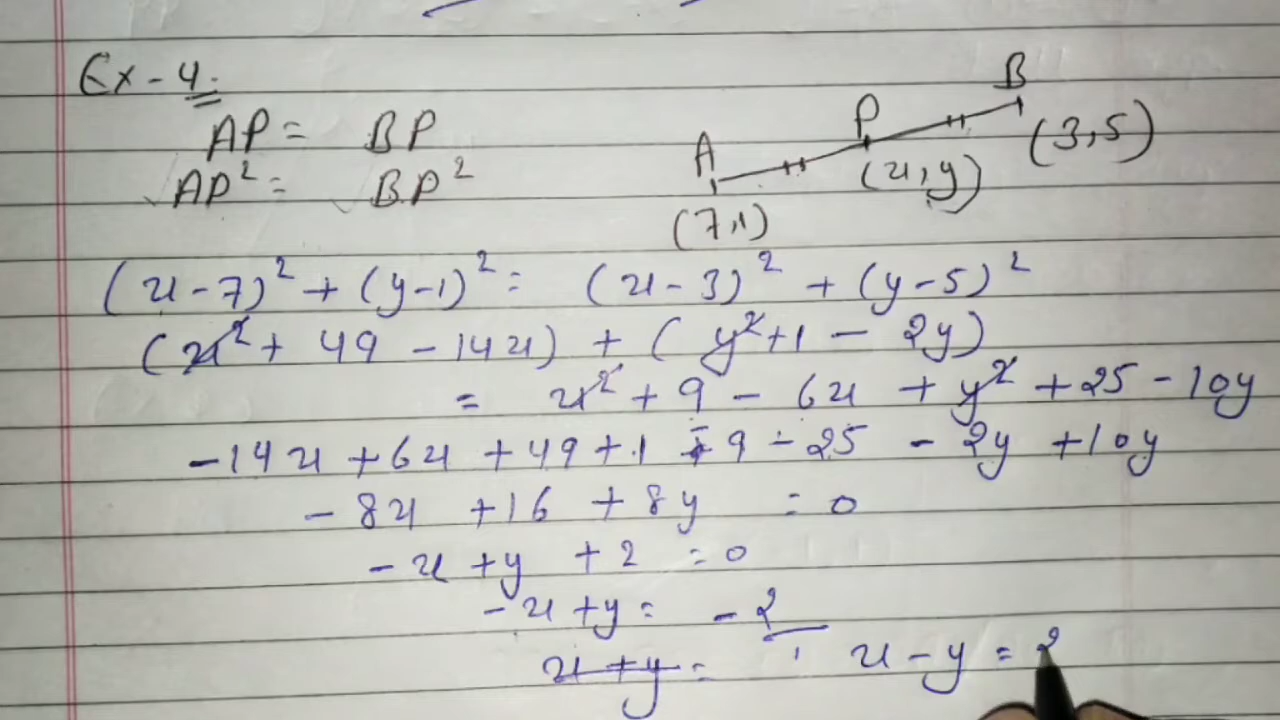 Ex-4.
AP = BP
AP² = BP²
A
P
B
(7,1)
(x,y)
(3,5)
(x-7)² + (y-1)² = (x-3)² + (y-5)²
(x² + 49 - 14x) + (y² + 1 - 2y)
= x² + 9 - 6x + y² + 25 - 10y
-14x + 6x + 49 + 1 - 9 - 25 - 2y + 10y
-8x + 16 + 8y = 0
-x + y + 2 = 0
-x + y = -2
x + y = x - y = 2